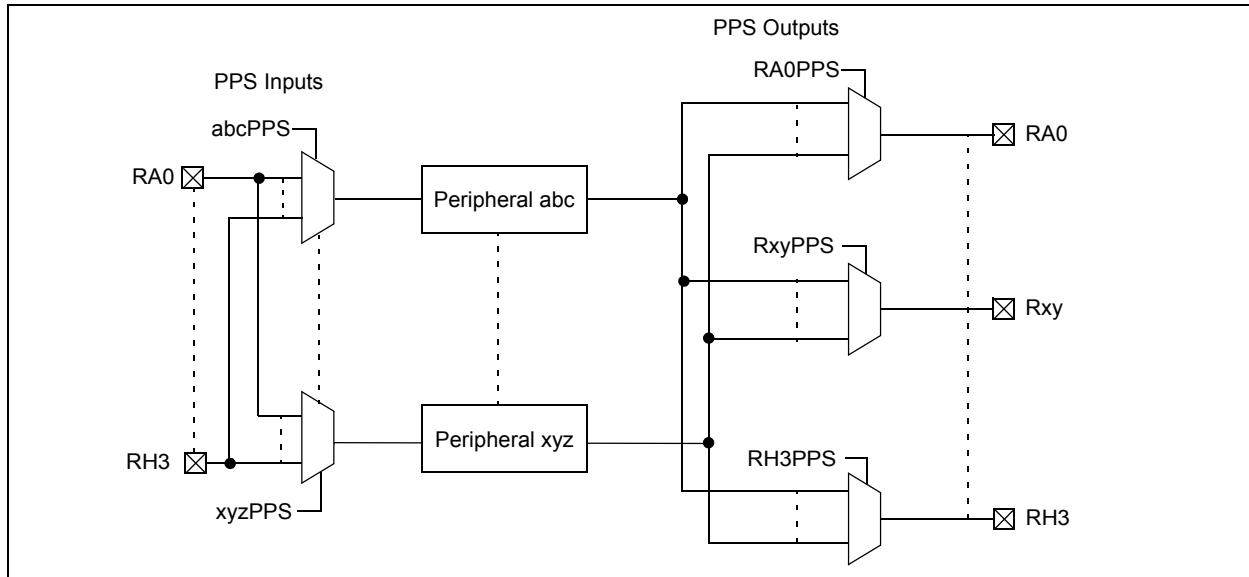 PPS Outputs
RA0PPS
PPS Inputs
abcPPS
RA0
RA0
Peripheral abc
RxyPPS
Rxy
Peripheral xyz
RH3
RH3PPS
xyzPPS
RH3